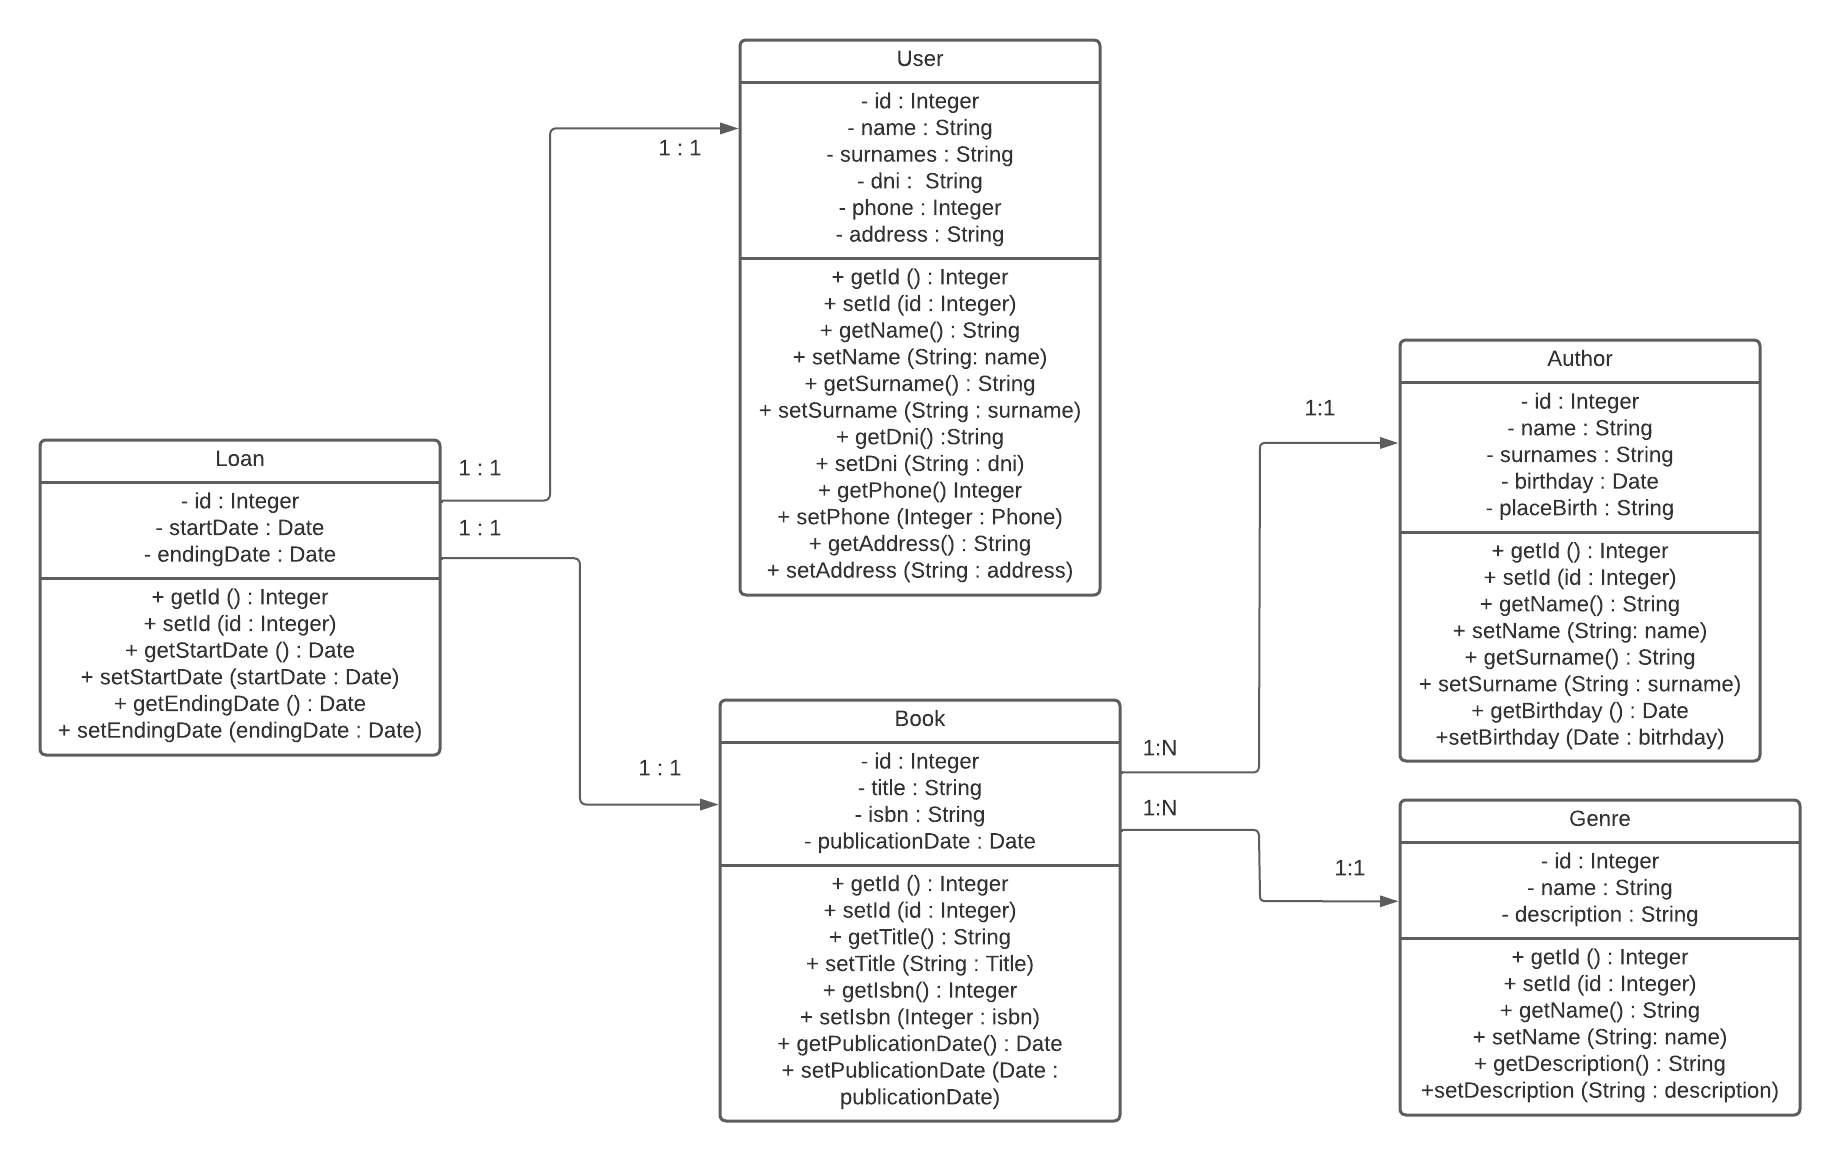 User
- id : Integer
- name : String
- surnames : String
- dni :  String
- phone : Integer
- address : String
+ getId () : Integer
+ setId (id : Integer)
+ getName() : String
+ setName (String: name)
+ getSurname() : String
+ setSurname (String : surname)
+ getDni() :String
+ setDni (String : dni)
+ getPhone() Integer
+ setPhone (Integer : Phone)
+ getAddress() : String
+ setAddress (String : address)
1 : 1
Loan
- id : Integer
- startDate : Date
- endingDate : Date
+ getId () : Integer
+ setId (id : Integer)
+ getStartDate () : Date
+ setStartDate (startDate : Date)
+ getEndingDate () : Date
+ setEndingDate (endingDate : Date)
1 : 1
1 : 1
1 : 1
Book
- id : Integer
- title : String
- isbn : String
- publicationDate : Date
+ getId () : Integer
+ setId (id : Integer)
+ getTitle() : String
+ setTitle (String : Title)
+ getIsbn() : Integer
+ setIsbn (Integer : isbn)
+ getPublicationDate() : Date
+ setPublicationDate (Date :
publicationDate)
1:N
1:N
1:1
1:1
Author
- id : Integer
- name : String
- surnames : String
- birthday : Date
- placeBirth : String
+ getId () : Integer
+ setId (id : Integer)
+ getName() : String
+ setName (String: name)
+ getSurname() : String
+ setSurname (String : surname)
+ getBirthday () : Date
+setBirthday (Date : bitrhday)
Genre
- id : Integer
- name : String
- description : String
+ getId () : Integer
+ setId (id : Integer)
+ getName() : String
+ setName (String: name)
+ getDescription() : String
+setDescription (String : description)